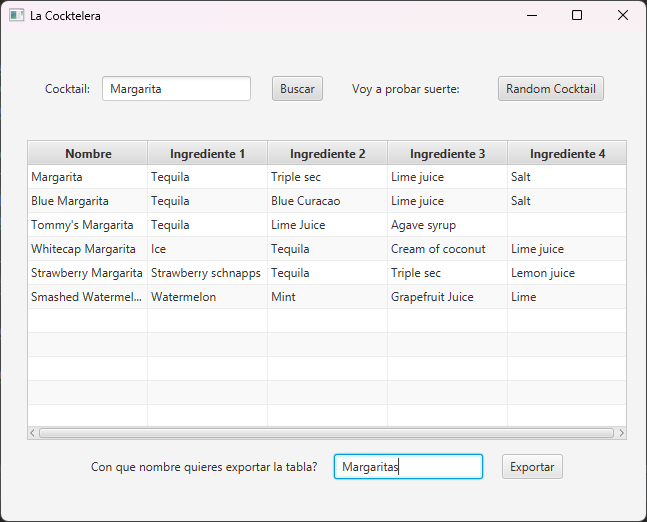 La Cocktelera
Cocktail: Margarita Buscar Voy a probar suerte: Random Cocktail
Nombre Ingrediente 1 Ingrediente 2 Ingrediente 3 Ingrediente 4
Margarita Tequila Triple sec Lime juice Salt
Blue Margarita Tequila Blue Curacao Lime juice Salt
Tommy's Margarita Tequila Lime Juice Agave syrup
Whitecap Margarita Ice Tequila Cream of coconut Lime juice
Strawberry Margarita Strawberry schnapps Tequila Triple sec Lemon juice
Smashed Watermel... Watermelon Mint Grapefruit Juice Lime
Con que nombre quieres exportar la tabla? Margaritas Exportar